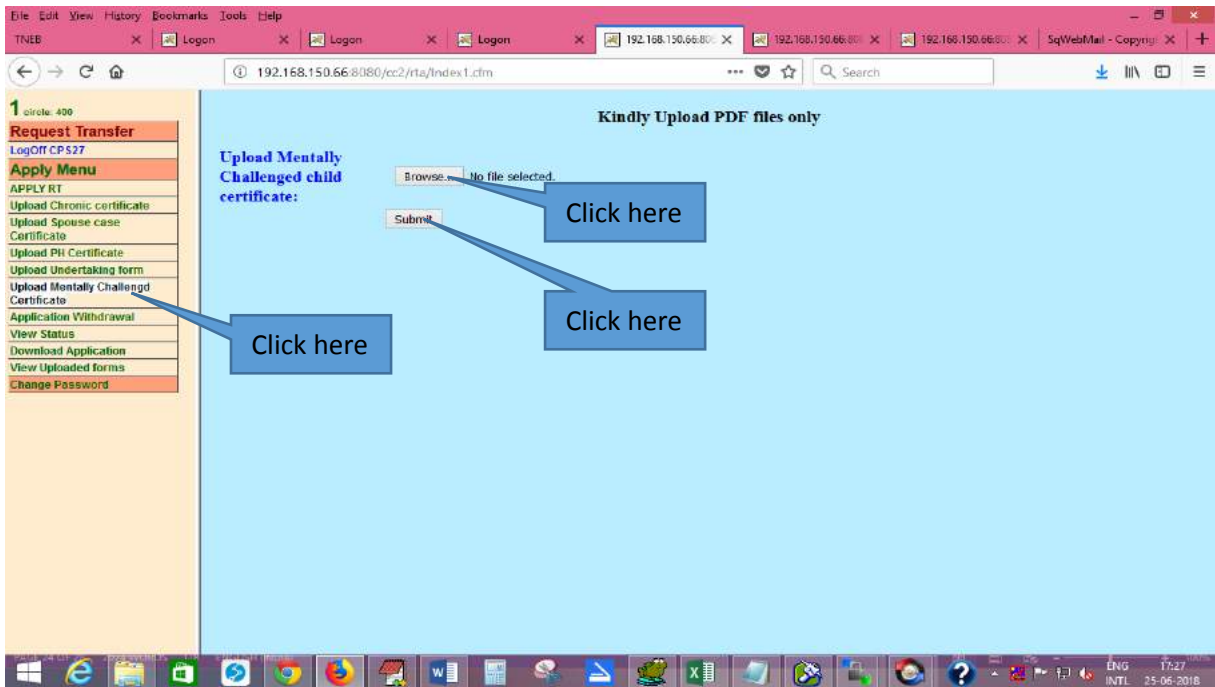 File Edit View History Bookmarks Tools Help
TNEB Logon Logon Logon 192.168.150.66:80 192.168.150.66:80 192.168.150.66:80 SqWebMail - Copyrig
192.168.150.66:8080/cc2/rta/Index1.cfm Search
1 circle: 400
Request Transfer
LogOff CPS27
Apply Menu
APPLY RT
Upload Chronic certificate
Upload Spouse case
Certificate
Upload PH Certificate
Upload Undertaking form
Upload Mentally Challengd
Certificate
Application Withdrawal
View Status
Download Application
View Uploaded forms
Change Password
Kindly Upload PDF files only
Upload Mentally
Challenged child
certificate:
Browse... No file selected.
Submit
Click here
Click here
Click here
ENG 17:27
INTL 25-06-2018